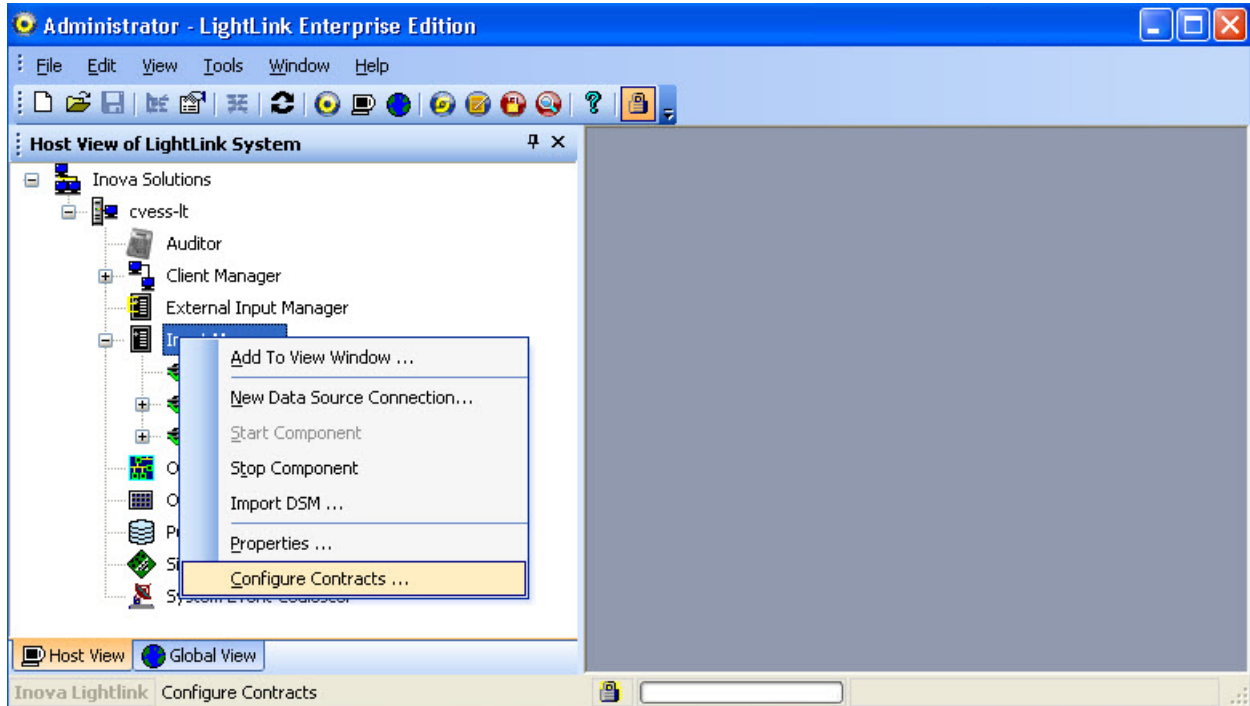 Administrator - LightLink Enterprise Edition
File Edit View Tools Window Help
Host View of LightLink System
Inova Solutions
cvess-lt
Auditor
Client Manager
External Input Manager
Add To View Window ...
New Data Source Connection...
Start Component
Stop Component
Import DSM ...
Properties ...
Configure Contracts ...
Host View Global View
Inova Lightlink Configure Contracts